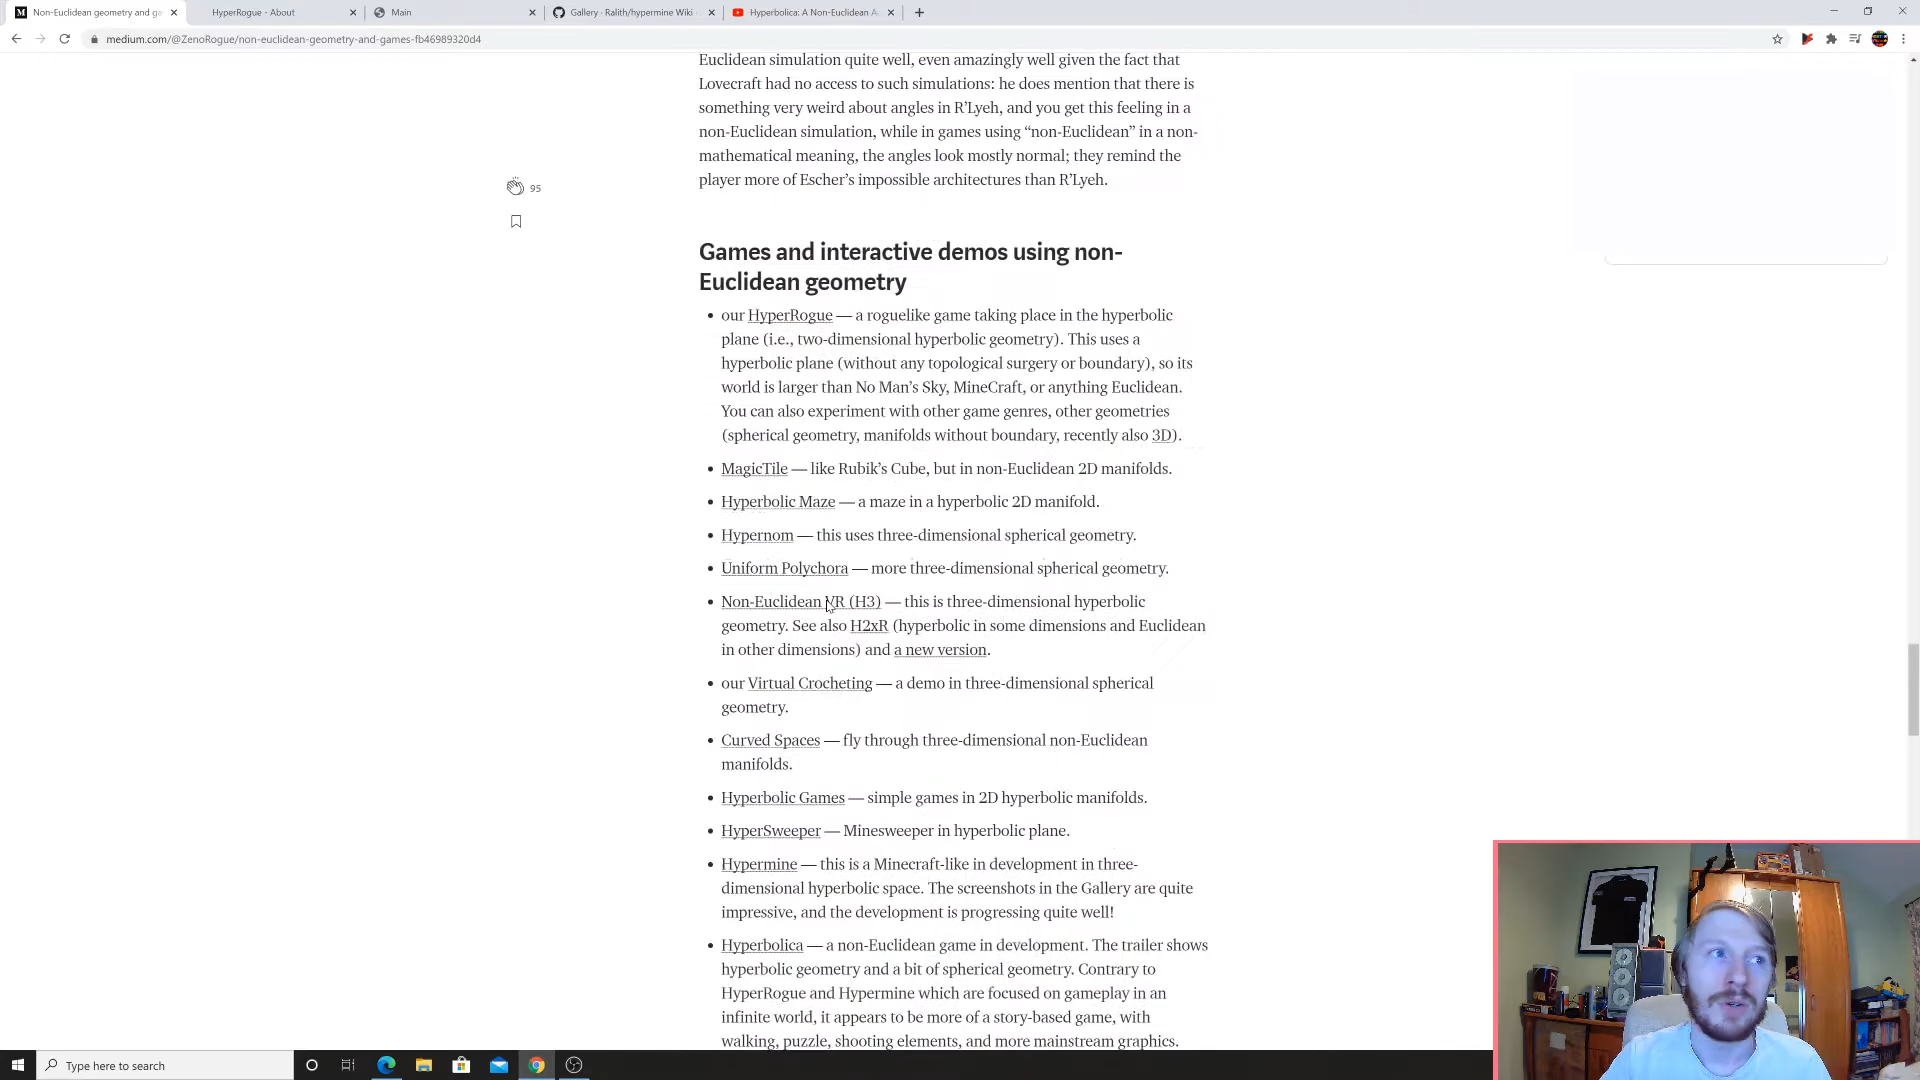 Non-Euclidean geometry and ga
HyperRogue - About
Main
Gallery · Ralith/hypermine Wiki ·
Hyperbolica: A Non-Euclidean A
medium.com/@ZenoRogue/non-euclidean-geometry-and-games-fb46989320d4
Euclidean simulation quite well, even amazingly well given the fact that
Lovecraft had no access to such simulations: he does mention that there is
something very weird about angles in R’Lyeh, and you get this feeling in a
non-Euclidean simulation, while in games using “non-Euclidean” in a non-
mathematical meaning, the angles look mostly normal; they remind the
player more of Escher’s impossible architectures than R’Lyeh.
95
Games and interactive demos using non-
Euclidean geometry
• our HyperRogue — a roguelike game taking place in the hyperbolic
plane (i.e., two-dimensional hyperbolic geometry). This uses a
hyperbolic plane (without any topological surgery or boundary), so its
world is larger than No Man’s Sky, MineCraft, or anything Euclidean.
You can also experiment with other game genres, other geometries
(spherical geometry, manifolds without boundary, recently also 3D).
• MagicTile — like Rubik’s Cube, but in non-Euclidean 2D manifolds.
• Hyperbolic Maze — a maze in a hyperbolic 2D manifold.
• Hypernom — this uses three-dimensional spherical geometry.
• Uniform Polychora — more three-dimensional spherical geometry.
• Non-Euclidean VR (H3) — this is three-dimensional hyperbolic
geometry. See also H2xR (hyperbolic in some dimensions and Euclidean
in other dimensions) and a new version.
• our Virtual Crocheting — a demo in three-dimensional spherical
geometry.
• Curved Spaces — fly through three-dimensional non-Euclidean
manifolds.
• Hyperbolic Games — simple games in 2D hyperbolic manifolds.
• HyperSweeper — Minesweeper in hyperbolic plane.
• Hypermine — this is a Minecraft-like in development in three-
dimensional hyperbolic space. The screenshots in the Gallery are quite
impressive, and the development is progressing quite well!
• Hyperbolica — a non-Euclidean game in development. The trailer shows
hyperbolic geometry and a bit of spherical geometry. Contrary to
HyperRogue and Hypermine which are focused on gameplay in an
infinite world, it appears to be more of a story-based game, with
walking, puzzle, shooting elements, and more mainstream graphics.
Type here to search